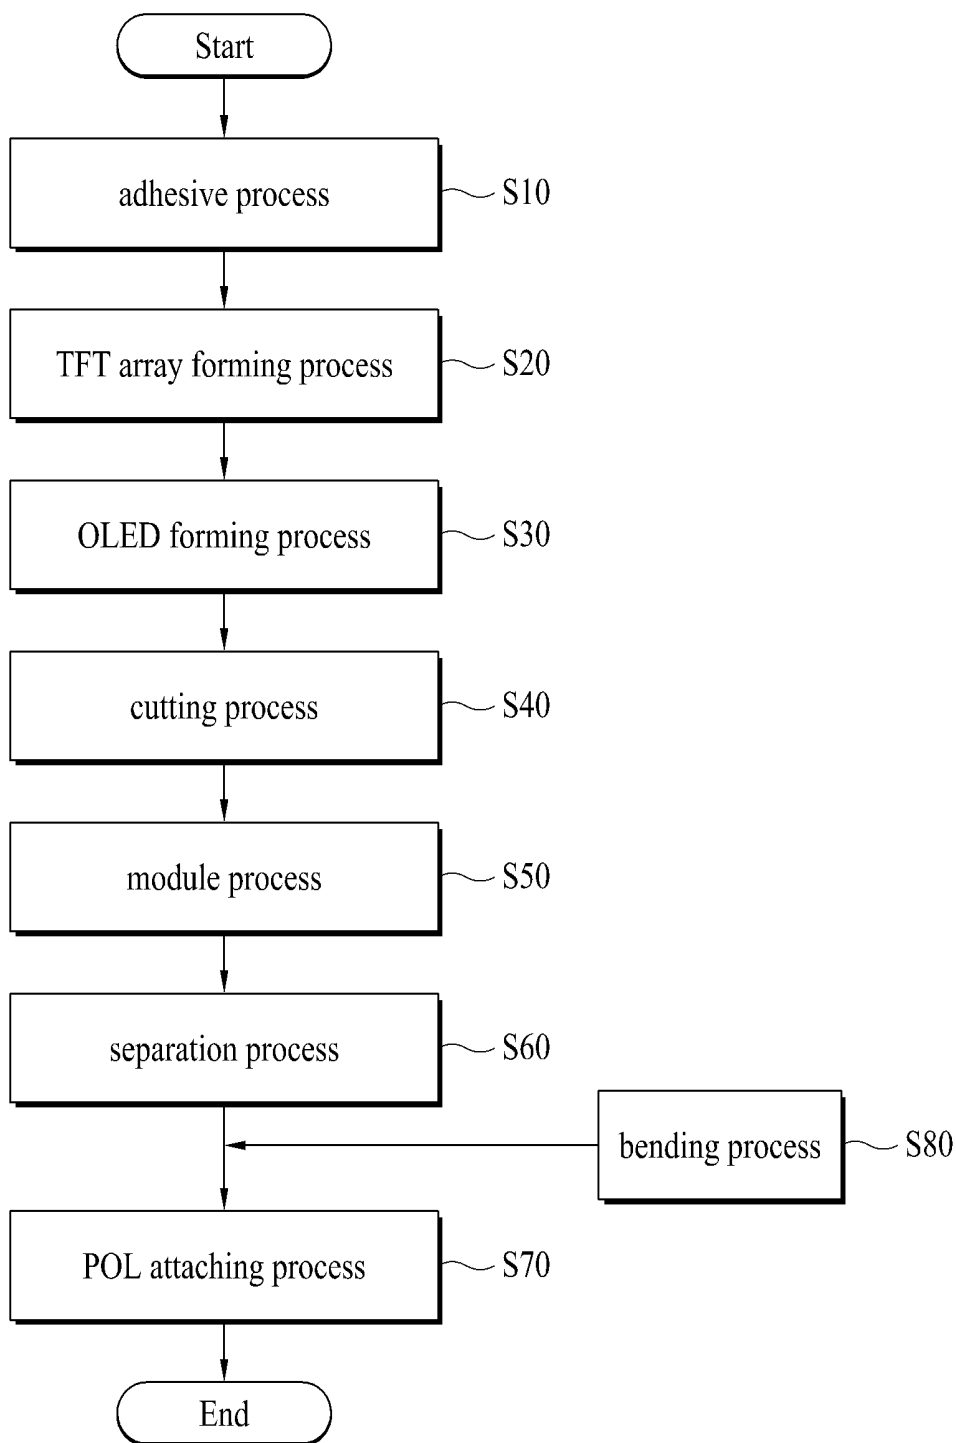 Start
adhesive process
S10
TFT array forming process
S20
OLED forming process
S30
cutting process
S40
module process
S50
separation process
S60
bending process
S80
POL attaching process
S70
End